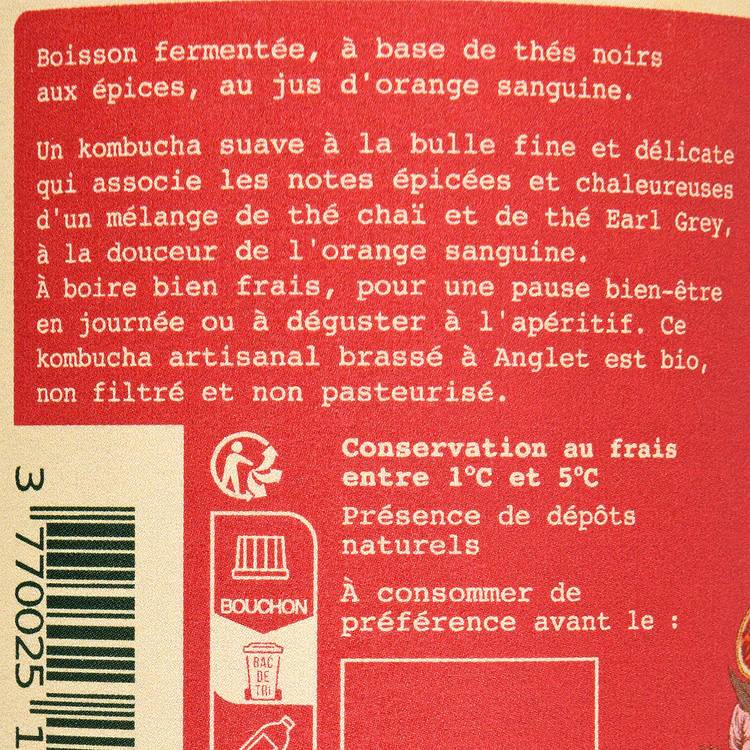 Boisson fermentée, à base de thés noirs
aux épices, au jus d'orange sanguine.
Un kombucha suave à la bulle fine et délicate
qui associe les notes épicées et chaleureuses
d'un mélange de thé chaï et de thé Earl Grey,
à la douceur de l'orange sanguine.
À boire bien frais, pour une pause bien-être
en journée ou à déguster à l'apéritif. Ce
kombucha artisanal brassé à Anglet est bio,
non filtré et non pasteurisé.
Conservation au frais
entre 1°C et 5°C
Présence de dépôts
naturels
À consommer de
préférence avant le :
BOUCHON
BAC
DE
TRI
3 770025 1